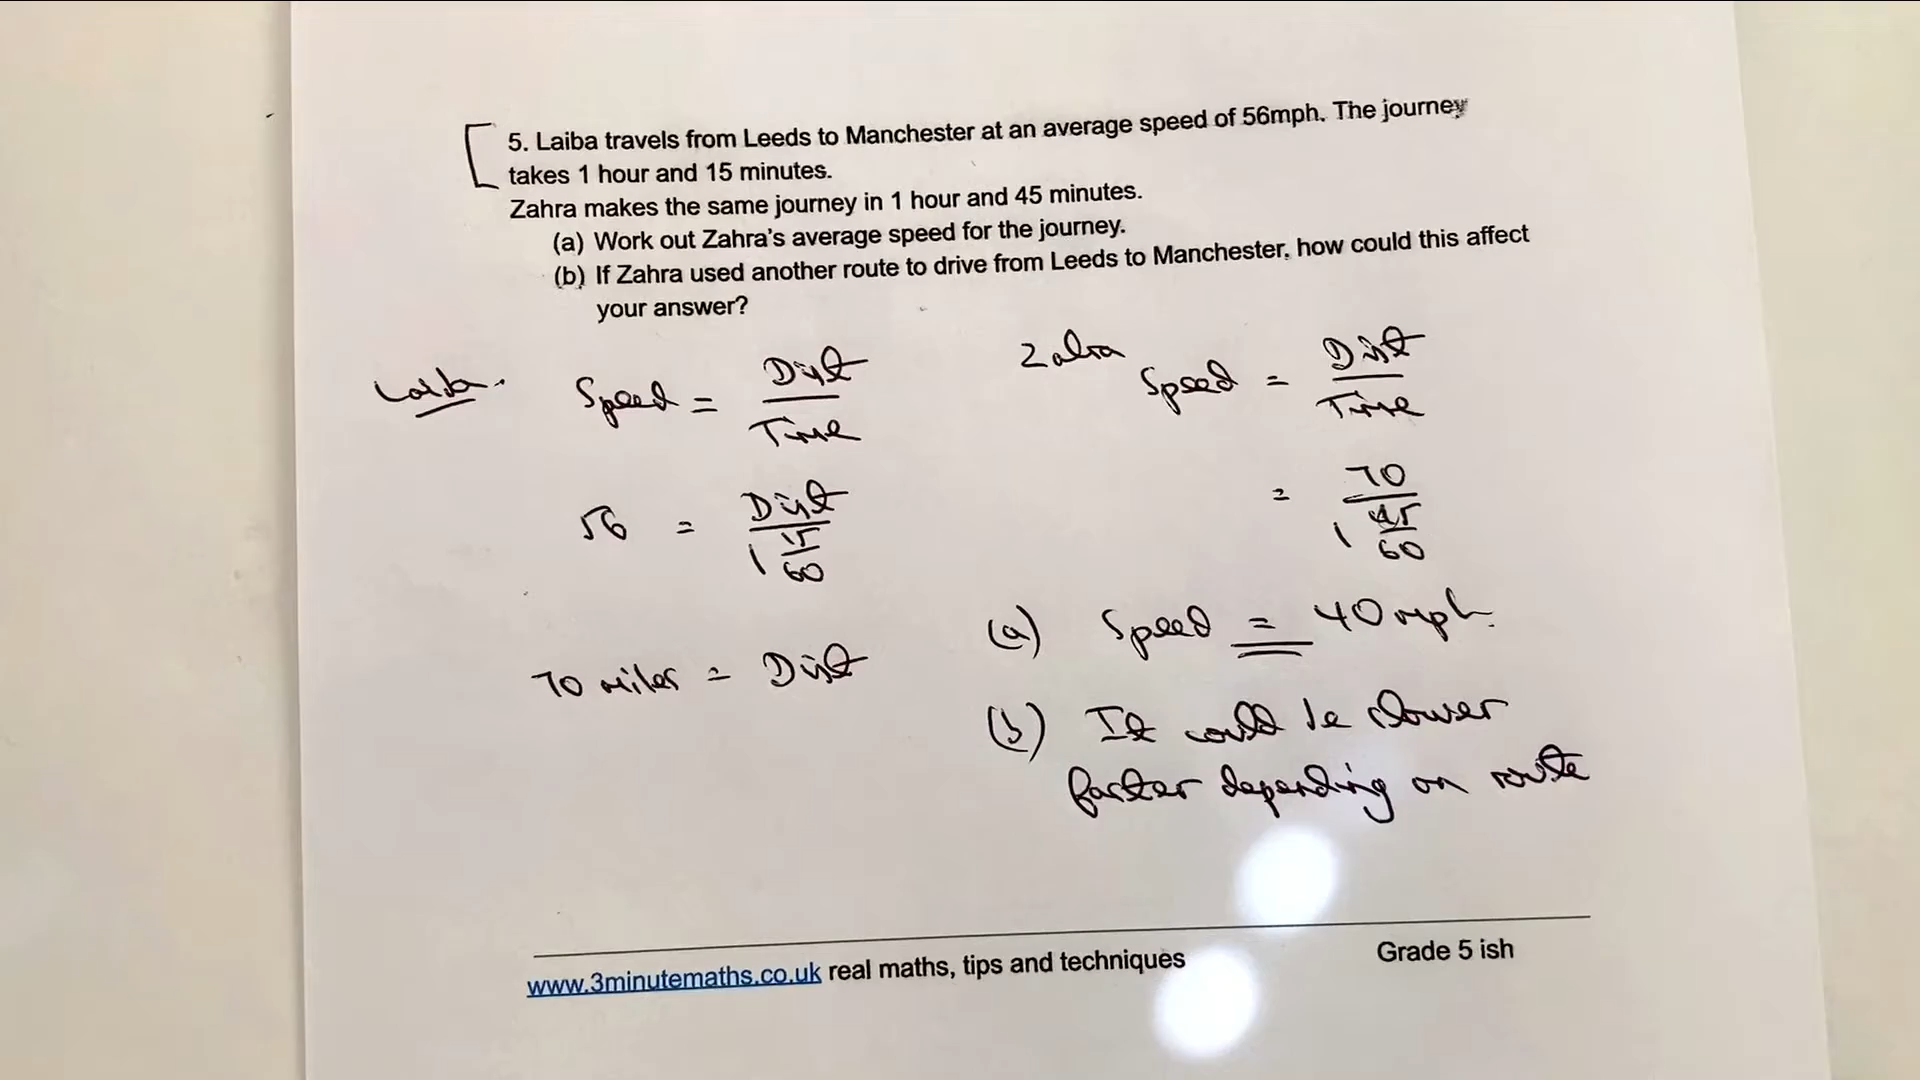 5. Laiba travels from Leeds to Manchester at an average speed of 56mph. The journey
takes 1 hour and 15 minutes.
Zahra makes the same journey in 1 hour and 45 minutes.
(a) Work out Zahra's average speed for the journey.
(b) If Zahra used another route to drive from Leeds to Manchester, how could this affect
your answer?
Laiba.
Speed = Dist / Time
56 = Dist / 1 15/60
70 miles = Dist
Zahra
Speed = Dist / Time
= 70 / 1 45/60
(a) Speed = 40 mph.
(b) It could be slower
faster depending on route
www.3minutemaths.co.uk real maths, tips and techniques
Grade 5 ish